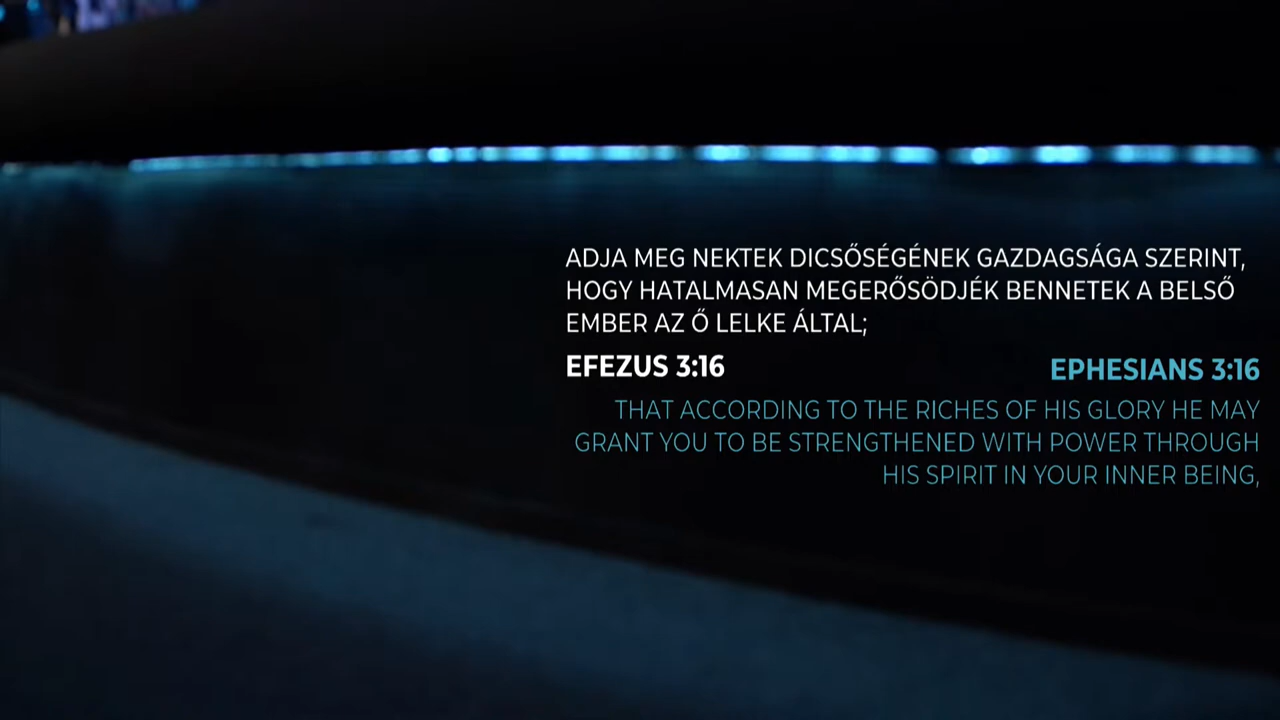 ADJA MEG NEKTEK DICSŐSÉGÉNEK GAZDAGSÁGA SZERINT,
HOGY HATALMASAN MEGERŐSÖDJÉK BENNETEK A BELSŐ
EMBER AZ Ő LELKE ÁLTAL;
EFEZUS 3:16
EPHESIANS 3:16
THAT ACCORDING TO THE RICHES OF HIS GLORY HE MAY
GRANT YOU TO BE STRENGTHENED WITH POWER THROUGH
HIS SPIRIT IN YOUR INNER BEING,